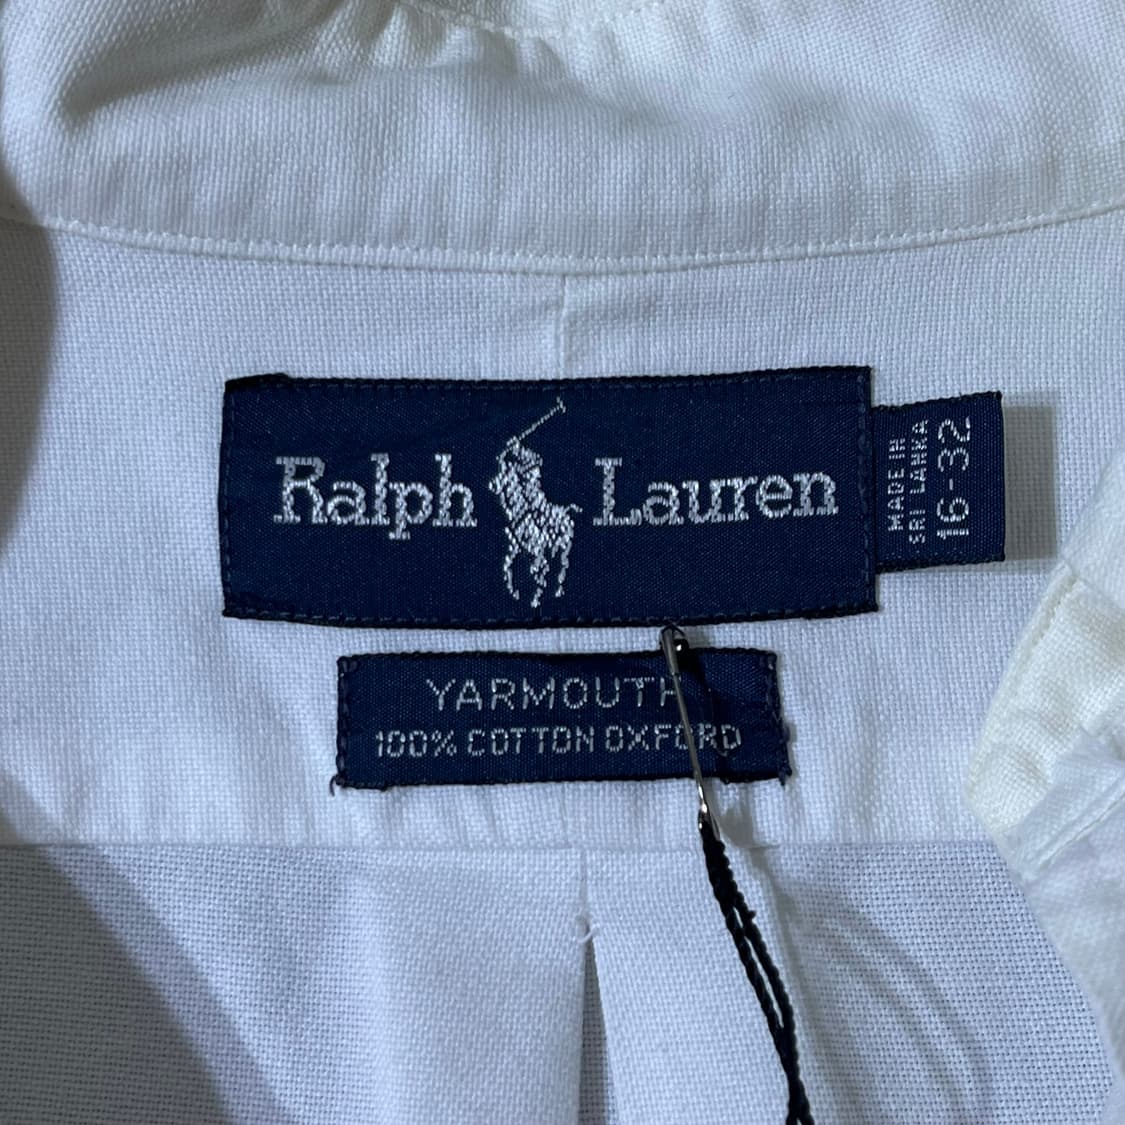 Ralph Lauren
MADE IN
SRI LANKA
16-32
YARMOUTH
100% COTTON OXFORD